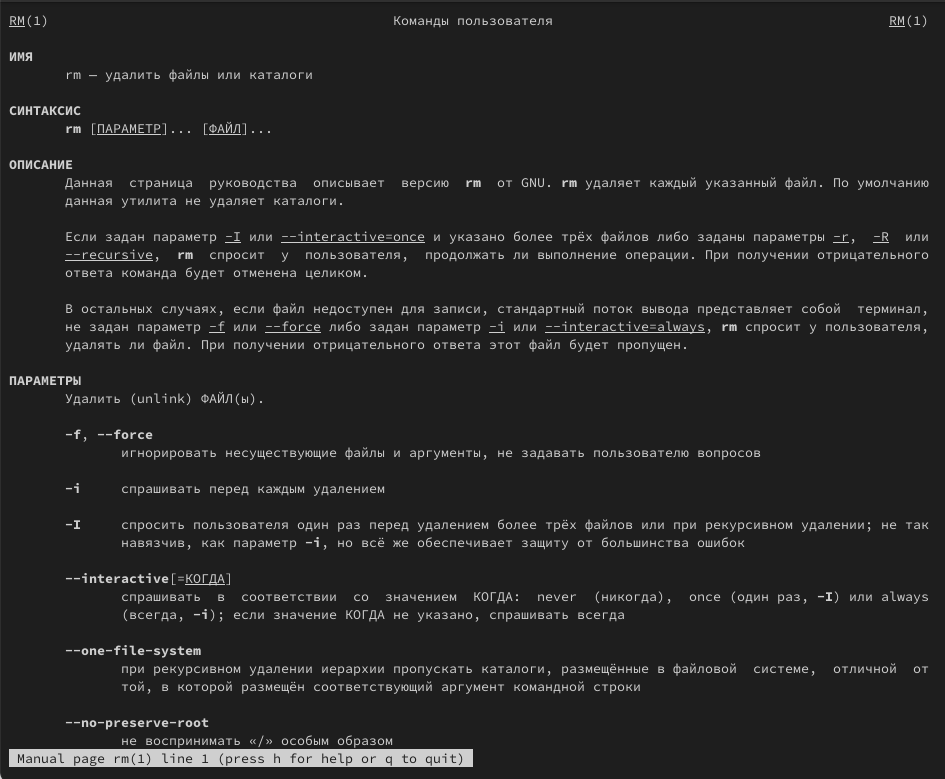 RM(1) Команды пользователя RM(1)
ИМЯ
rm — удалить файлы или каталоги
СИНТАКСИС
rm [ПАРАМЕТР]... [ФАЙЛ]...
ОПИСАНИЕ
Данная страница руководства описывает версию rm от GNU. rm удаляет каждый указанный файл. По умолчанию
данная утилита не удаляет каталоги.
Если задан параметр -I или --interactive=once и указано более трёх файлов либо заданы параметры -r, -R или
--recursive, rm спросит у пользователя, продолжать ли выполнение операции. При получении отрицательного
ответа команда будет отменена целиком.
В остальных случаях, если файл недоступен для записи, стандартный поток вывода представляет собой терминал,
не задан параметр -f или --force либо задан параметр -i или --interactive=always, rm спросит у пользователя,
удалять ли файл. При получении отрицательного ответа этот файл будет пропущен.
ПАРАМЕТРЫ
Удалить (unlink) ФАЙЛ(ы).
-f, --force
игнорировать несуществующие файлы и аргументы, не задавать пользователю вопросов
-i спрашивать перед каждым удалением
-I спросить пользователя один раз перед удалением более трёх файлов или при рекурсивном удалении; не так
навязчив, как параметр -i, но всё же обеспечивает защиту от большинства ошибок
--interactive[=КОГДА]
спрашивать в соответствии со значением КОГДА: never (никогда), once (один раз, -I) или always
(всегда, -i); если значение КОГДА не указано, спрашивать всегда
--one-file-system
при рекурсивном удалении иерархии пропускать каталоги, размещённые в файловой системе, отличной от
той, в которой размещён соответствующий аргумент командной строки
--no-preserve-root
не воспринимать «/» особым образом
Manual page rm(1) line 1 (press h for help or q to quit)